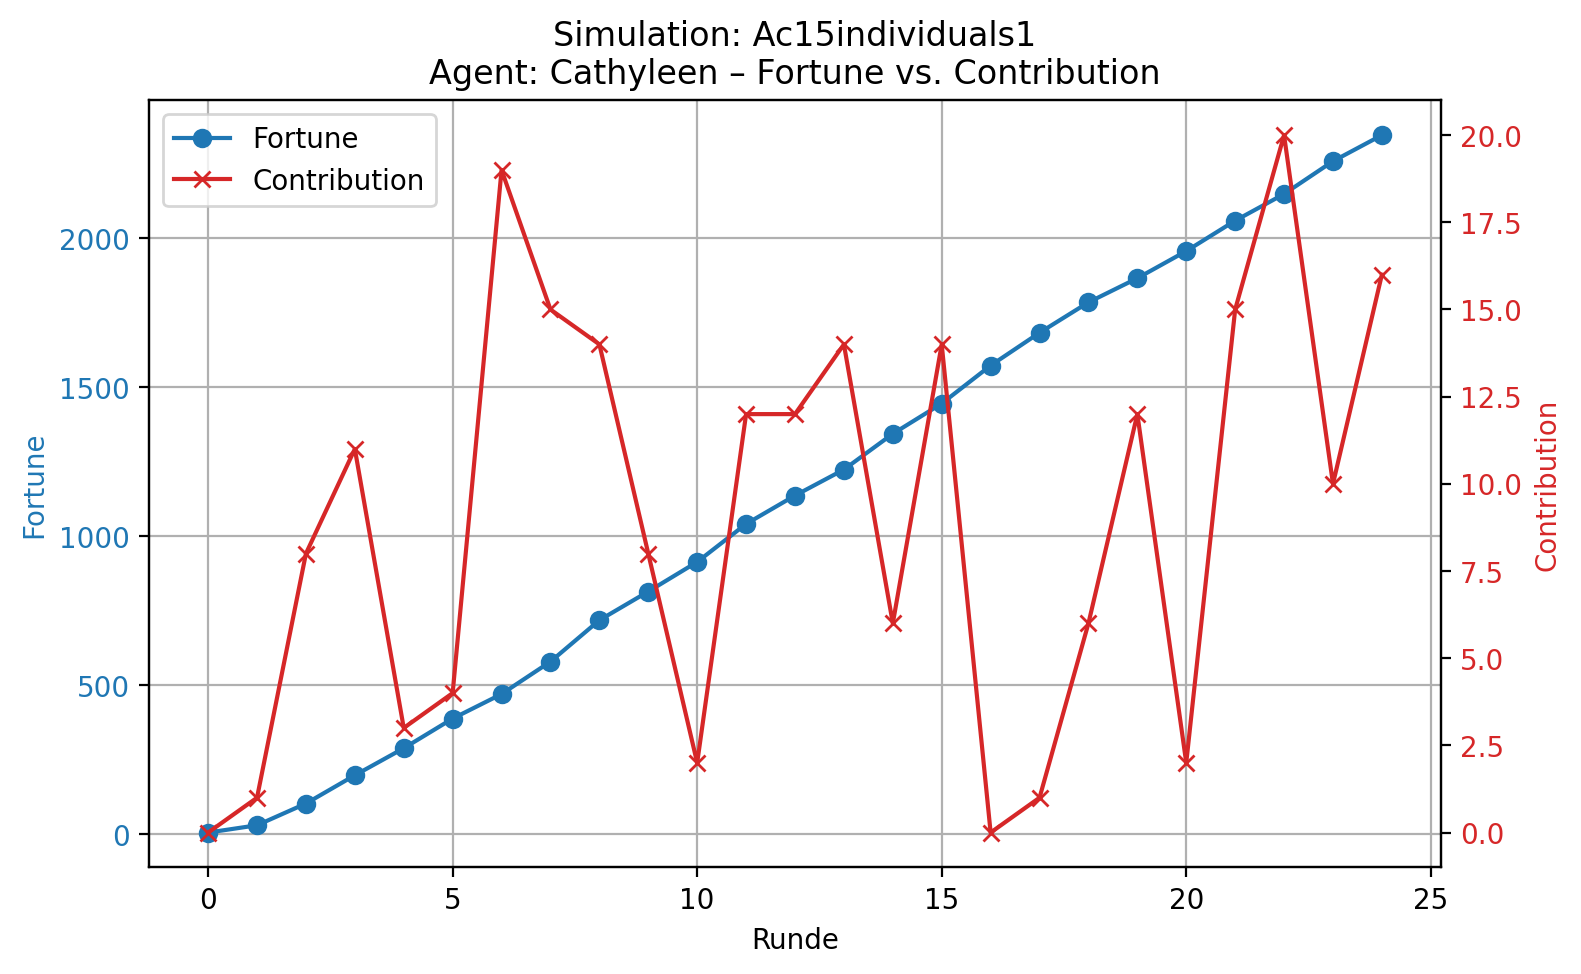 Simulation: Ac15individuals1
Agent: Cathyleen – Fortune vs. Contribution
Fortune
Contribution
2000
1500
1000
500
0
Fortune
20.0
17.5
15.0
12.5
10.0
7.5
5.0
2.5
0.0
Contribution
0 5 10 15 20 25
Runde